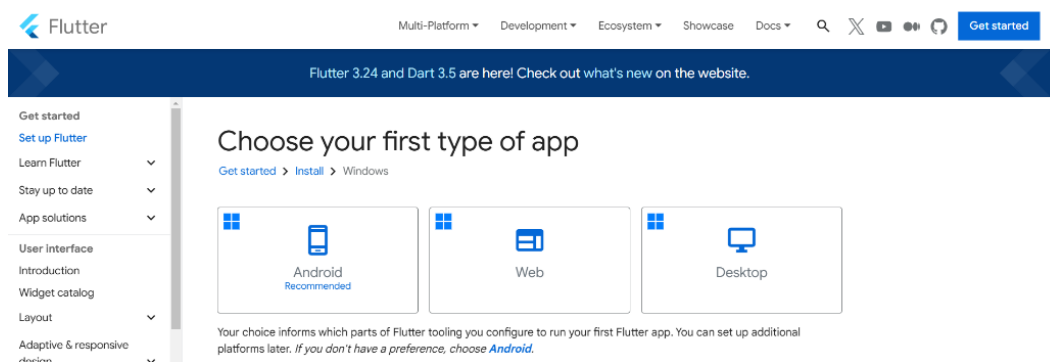 Flutter
Multi-Platform Development Ecosystem Showcase Docs Get started
Flutter 3.24 and Dart 3.5 are here! Check out what's new on the website.
Get started
Set up Flutter
Learn Flutter
Stay up to date
App solutions
User interface
Introduction
Widget catalog
Layout
Adaptive & responsive
design
Choose your first type of app
Get started > Install > Windows
Android
Recommended
Web
Desktop
Your choice informs which parts of Flutter tooling you configure to run your first Flutter app. You can set up additional
platforms later. If you don't have a preference, choose Android.